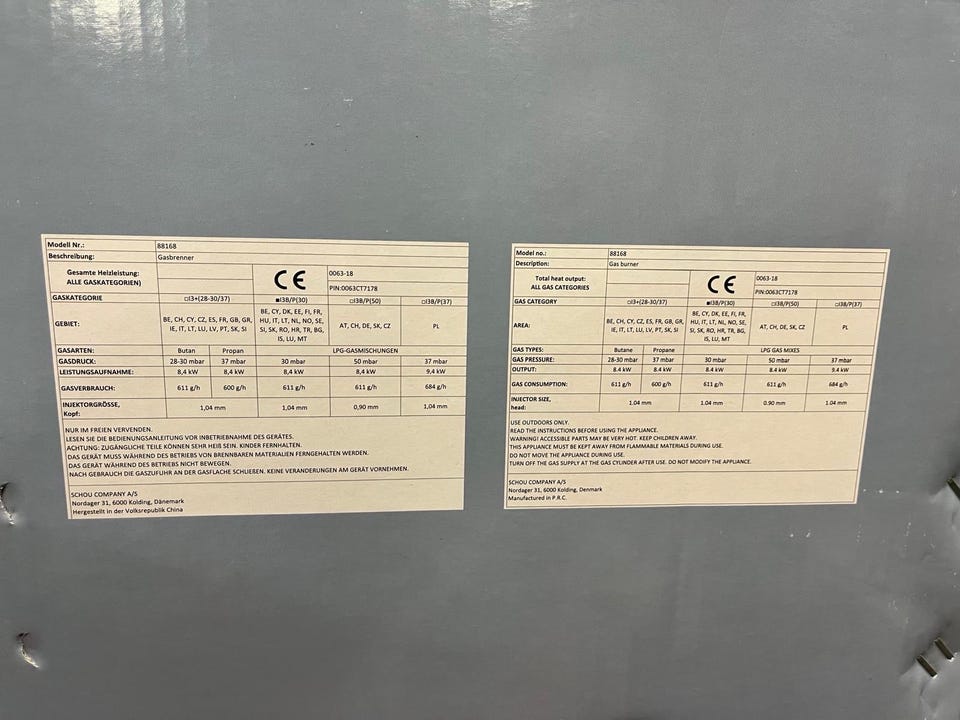 Modell Nr.: 88168
Beschreibung: Gasbrenner
Gesamte Heizleistung: 0063-18
ALLE GASKATEGORIEN) CE PIN:0063CT7178
GASKATEGORIE □I3+(28-30/37) ■I3B/P(30) □I3B/P(50) □I3B/P(37)
GEBIET: BE, CH, CY, CZ, ES, FR, GB, GR, IE, IT, LT, LU, LV, PT, SK, SI BE, CY, DK, EE, FI, FR, HU, IT, LT, NL, NO, SE, SI, SK, RO, HR, TR, BG, IS, LU, MT AT, CH, DE, SK, CZ PL
GASARTEN: Butan Propan LPG-GASMISCHUNGEN
GASDRUCK: 28-30 mbar 37 mbar 30 mbar 50 mbar 37 mbar
LEISTUNGSAUFNAHME: 8,4 kW 8,4 kW 8,4 kW 8,4 kW 9,4 kW
GASVERBRAUCH: 611 g/h 600 g/h 611 g/h 611 g/h 684 g/h
INJEKTORGRÖSSE, Kopf: 1,04 mm 1,04 mm 0,90 mm 1,04 mm
NUR IM FREIEN VERVENDEN.
LESEN SIE DIE BEDIENUNGSANLEITUNG VOR INBETRIEBNAHME DES GERÄTES.
ACHTUNG: ZUGÄNGLICHE TEILE KÖNNEN SEHR HEIß SEIN. KINDER FERNHALTEN.
DAS GERÄT MUSS WÄHREND DES BETRIEBS VON BRENNBAREN MATERIALIEN FERNGEHALTEN WERDEN.
DAS GERÄT WÄHREND DES BETRIEBS NICHT BEWEGEN.
NACH GEBRAUCH DIE GASZUFUHR AN DER GASFLACHE SCHLIEßEN. KEINE VERANDERUNGEN AM GERÄT VORNEHMEN.
SCHOU COMPANY A/S
Nordager 31, 6000 Kolding, Dänemark
Hergestellt in der Volksrepublik China
Model no.: 88168
Description: Gas burner
Total heat output: 0063-18
ALL GAS CATEGORIES CE PIN:0063CT7178
GAS CATEGORY □I3+(28-30/37) ■I3B/P(30) □I3B/P(50) □I3B/P(37)
AREA: BE, CH, CY, CZ, ES, FR, GB, GR, IE, IT, LT, LU, LV, PT, SK, SI BE, CY, DK, EE, FI, FR, HU, IT, LT, NL, NO, SE, SI, SK, RO, HR, TR, BG, IS, LU, MT AT, CH, DE, SK, CZ PL
GAS TYPES: Butane Propane LPG GAS MIXES
GAS PRESSURE: 28-30 mbar 37 mbar 30 mbar 50 mbar 37 mbar
OUTPUT: 8.4 kW 8.4 kW 8.4 kW 8.4 kW 9.4 kW
GAS CONSUMPTION: 611 g/h 600 g/h 611 g/h 611 g/h 684 g/h
INJECTOR SIZE, head: 1.04 mm 1.04 mm 0.90 mm 1.04 mm
USE OUTDOORS ONLY.
READ THE INSTRUCTIONS BEFORE USING THE APPLIANCE.
WARNING! ACCESSIBLE PARTS MAY BE VERY HOT. KEEP CHILDREN AWAY.
THIS APPLIANCE MUST BE KEPT AWAY FROM FLAMMABLE MATERIALS DURING USE.
DO NOT MOVE THE APPLIANCE DURING USE.
TURN OFF THE GAS SUPPLY AT THE GAS CYLINDER AFTER USE. DO NOT MODIFY THE APPLIANCE.
SCHOU COMPANY A/S
Nordager 31, 6000 Kolding, Denmark
Manufactured in P.R.C.